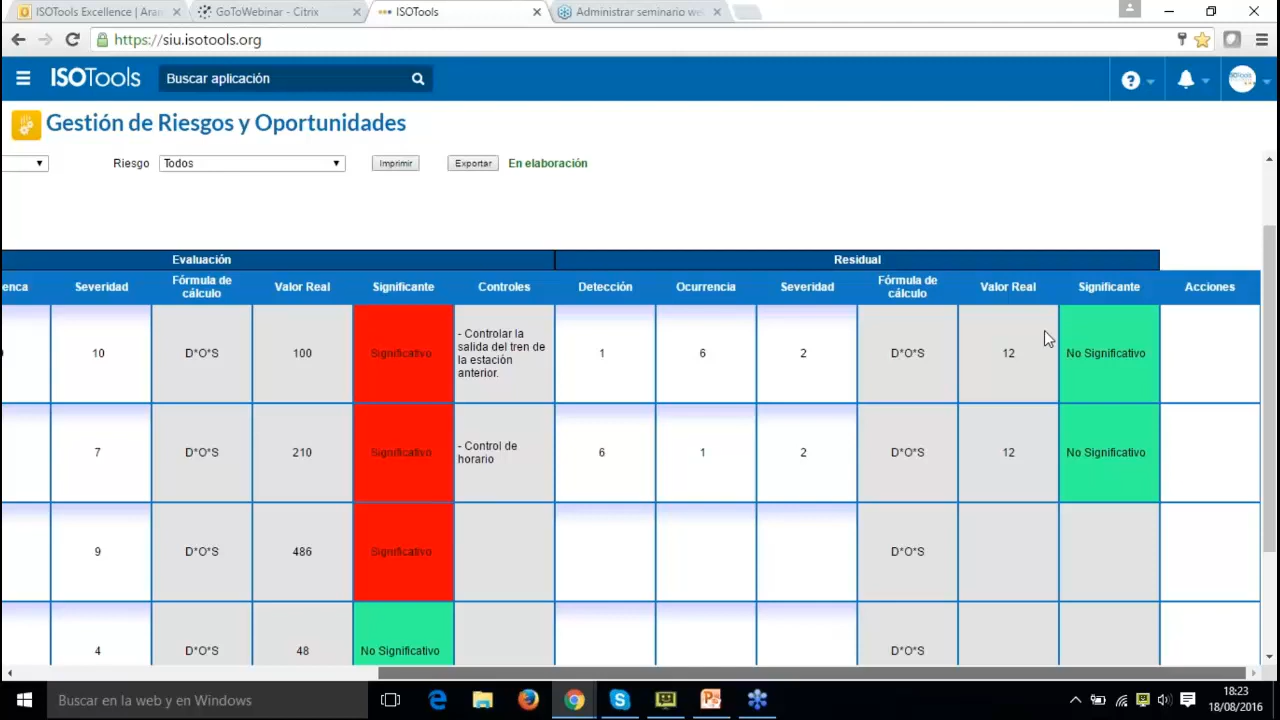 ISOTools Excellence | Aran
GoToWebinar - Citrix
ISOTools
Administrar seminario we
https://siu.isotools.org
ISOTools
Buscar aplicación
Gestión de Riesgos y Oportunidades
Riesgo
Todos
Imprimir
Exportar
En elaboración
Evaluación
Residual
enca
Severidad
Fórmula de
cálculo
Valor Real
Significante
Controles
Detección
Ocurrencia
Severidad
Fórmula de
cálculo
Valor Real
Significante
Acciones
10
D*O*S
100
Significativo
- Controlar la
salida del tren de
la estación
anterior.
1
6
2
D*O*S
12
No Significativo
7
D*O*S
210
Significativo
- Control de
horario
6
1
2
D*O*S
12
No Significativo
9
D*O*S
486
Significativo
D*O*S
4
D*O*S
48
No Significativo
D*O*S
Buscar en la web y en Windows
18:23
18/08/2016